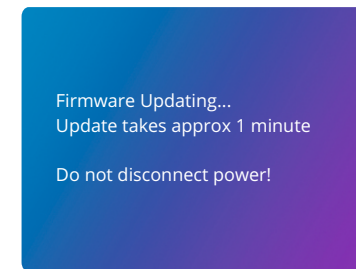 Firmware Updating...
Update takes approx 1 minute
Do not disconnect power!